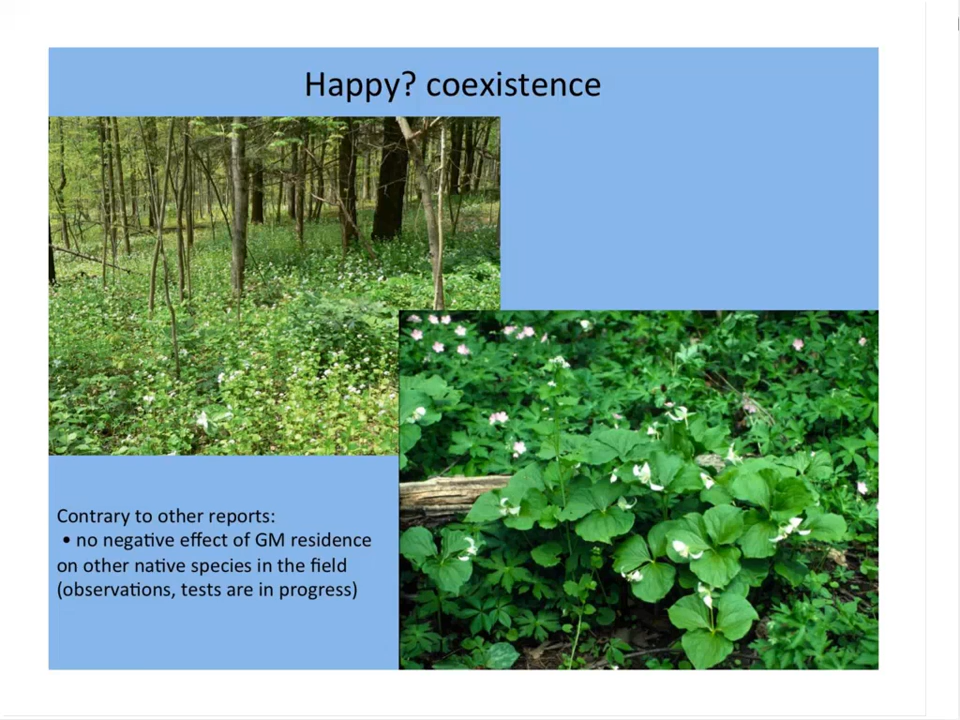 Happy? coexistence
Contrary to other reports:
• no negative effect of GM residence
on other native species in the field
(observations, tests are in progress)